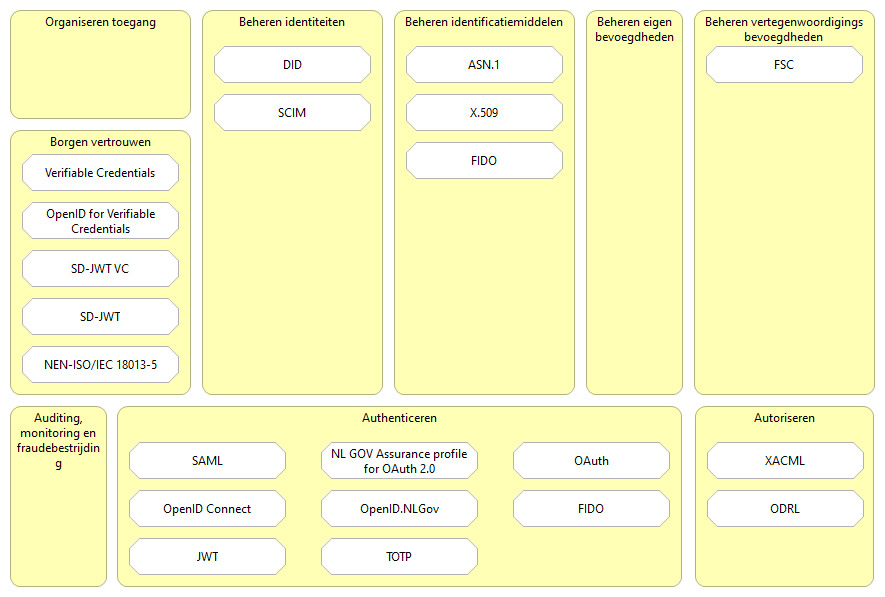 Organiseren toegang
Borgen vertrouwen
Verifiable Credentials
OpenID for Verifiable
Credentials
SD-JWT VC
SD-JWT
NEN-ISO/IEC 18013-5
Beheren identiteiten
DID
SCIM
Beheren identificatiemiddelen
ASN.1
X.509
FIDO
Beheren eigen
bevoegdheden
Beheren vertegenwoordigings
bevoegdheden
FSC
Auditing,
monitoring en
fraudebestrijdin
g
Authenticeren
SAML
NL GOV Assurance profile
for OAuth 2.0
OAuth
OpenID Connect
OpenID.NLGov
FIDO
JWT
TOTP
Autoriseren
XACML
ODRL